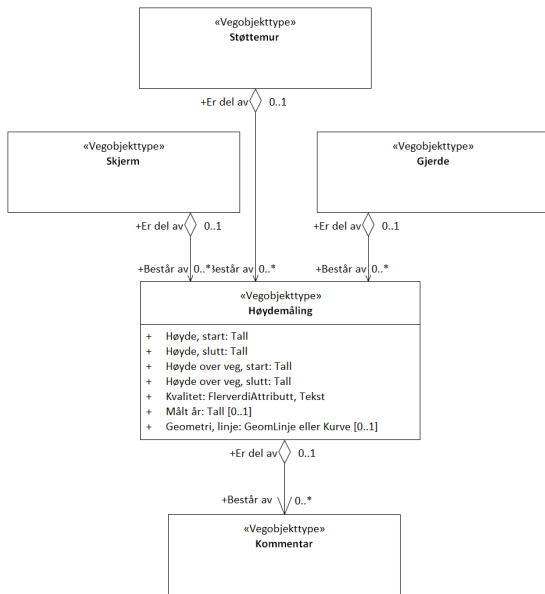 «Vegobjekttype»
Støttemur
+Er del av 0..1
«Vegobjekttype»
Skjerm
«Vegobjekttype»
Gjerde
+Er del av 0..1
+Er del av 0..1
+Består av 0..* Består av 0..* +Består av 0..*
«Vegobjekttype»
Høydemåling
+ Høyde, start: Tall
+ Høyde, slutt: Tall
+ Høyde over veg, start: Tall
+ Høyde over veg, slutt: Tall
+ Kvalitet: FlerverdiAttributt, Tekst
+ Målt år: Tall [0..1]
+ Geometri, linje: GeomLinje eller Kurve [0..1]
+Er del av 0..1
+Består av 0..*
«Vegobjekttype»
Kommentar